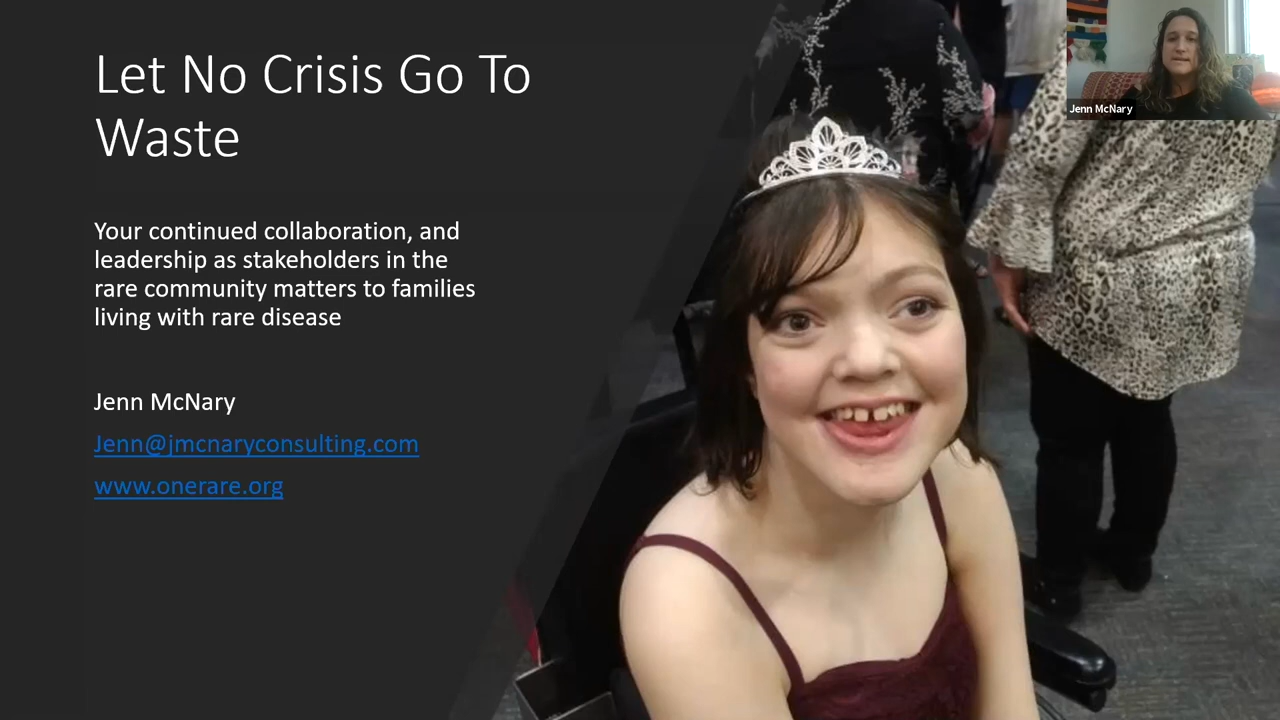 Let No Crisis Go To
Waste
Your continued collaboration, and
leadership as stakeholders in the
rare community matters to families
living with rare disease
Jenn McNary
Jenn@jmcnaryconsulting.com
www.onerare.org
Jenn McNary